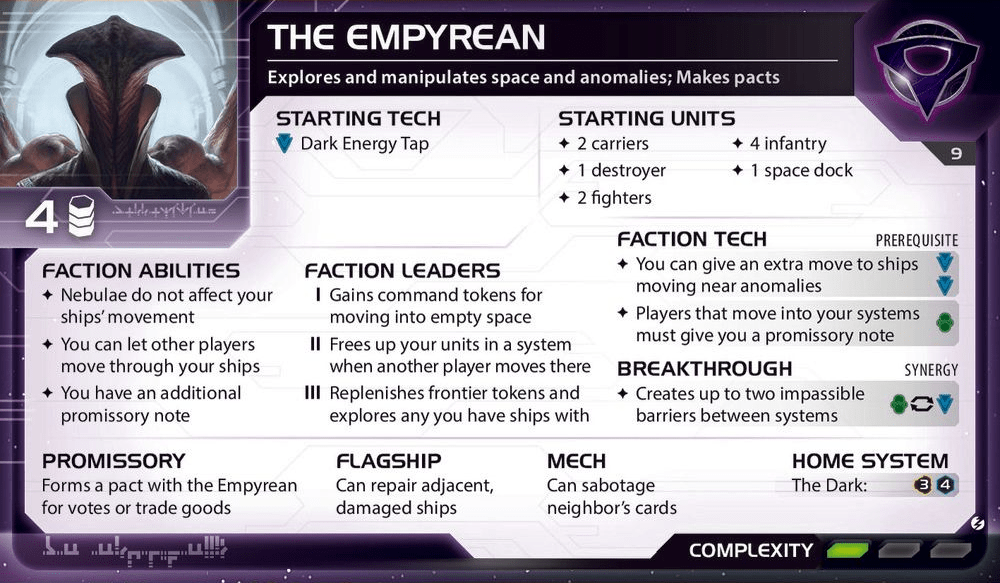 THE EMPYREAN
Explores and manipulates space and anomalies; Makes pacts
4
STARTING TECH
Dark Energy Tap
STARTING UNITS
2 carriers
1 destroyer
2 fighters
4 infantry
1 space dock
9
FACTION ABILITIES
Nebulae do not affect your
ships' movement
You can let other players
move through your ships
You have an additional
promissory note
FACTION LEADERS
I Gains command tokens for
moving into empty space
II Frees up your units in a system
when another player moves there
III Replenishes frontier tokens and
explores any you have ships with
FACTION TECH PREREQUISITE
You can give an extra move to ships
moving near anomalies
Players that move into your systems
must give you a promissory note
BREAKTHROUGH SYNERGY
Creates up to two impassible
barriers between systems
PROMISSORY
Forms a pact with the Empyrean
for votes or trade goods
FLAGSHIP
Can repair adjacent,
damaged ships
MECH
Can sabotage
neighbor's cards
HOME SYSTEM
The Dark: 3 4
COMPLEXITY